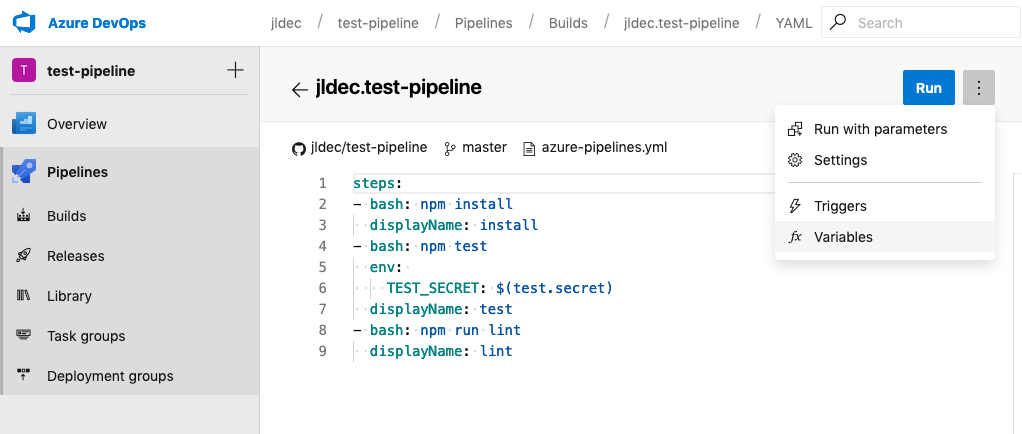 Azure DevOps
jldec / test-pipeline / Pipelines / Builds / jldec.test-pipeline / YAML
Search
T test-pipeline
Overview
Pipelines
Builds
Releases
Library
Task groups
Deployment groups
jldec.test-pipeline
Run
Run with parameters
Settings
Triggers
fx Variables
jldec/test-pipeline master azure-pipelines.yml
1 steps:
2 - bash: npm install
3 displayName: install
4 - bash: npm test
5 env:
6 TEST_SECRET: $(test.secret)
7 displayName: test
8 - bash: npm run lint
9 displayName: lint